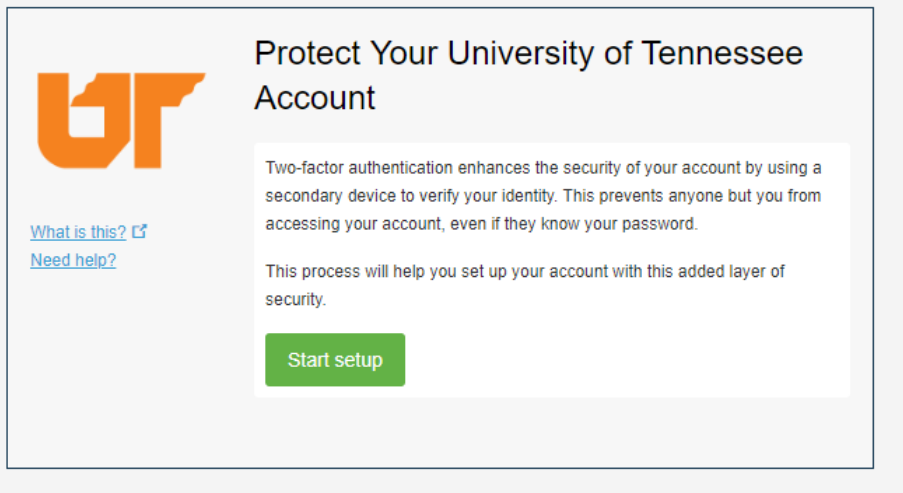 Protect Your University of Tennessee
Account
UT
Two-factor authentication enhances the security of your account by using a
secondary device to verify your identity. This prevents anyone but you from
accessing your account, even if they know your password.
What is this?
Need help?
This process will help you set up your account with this added layer of
security.
Start setup